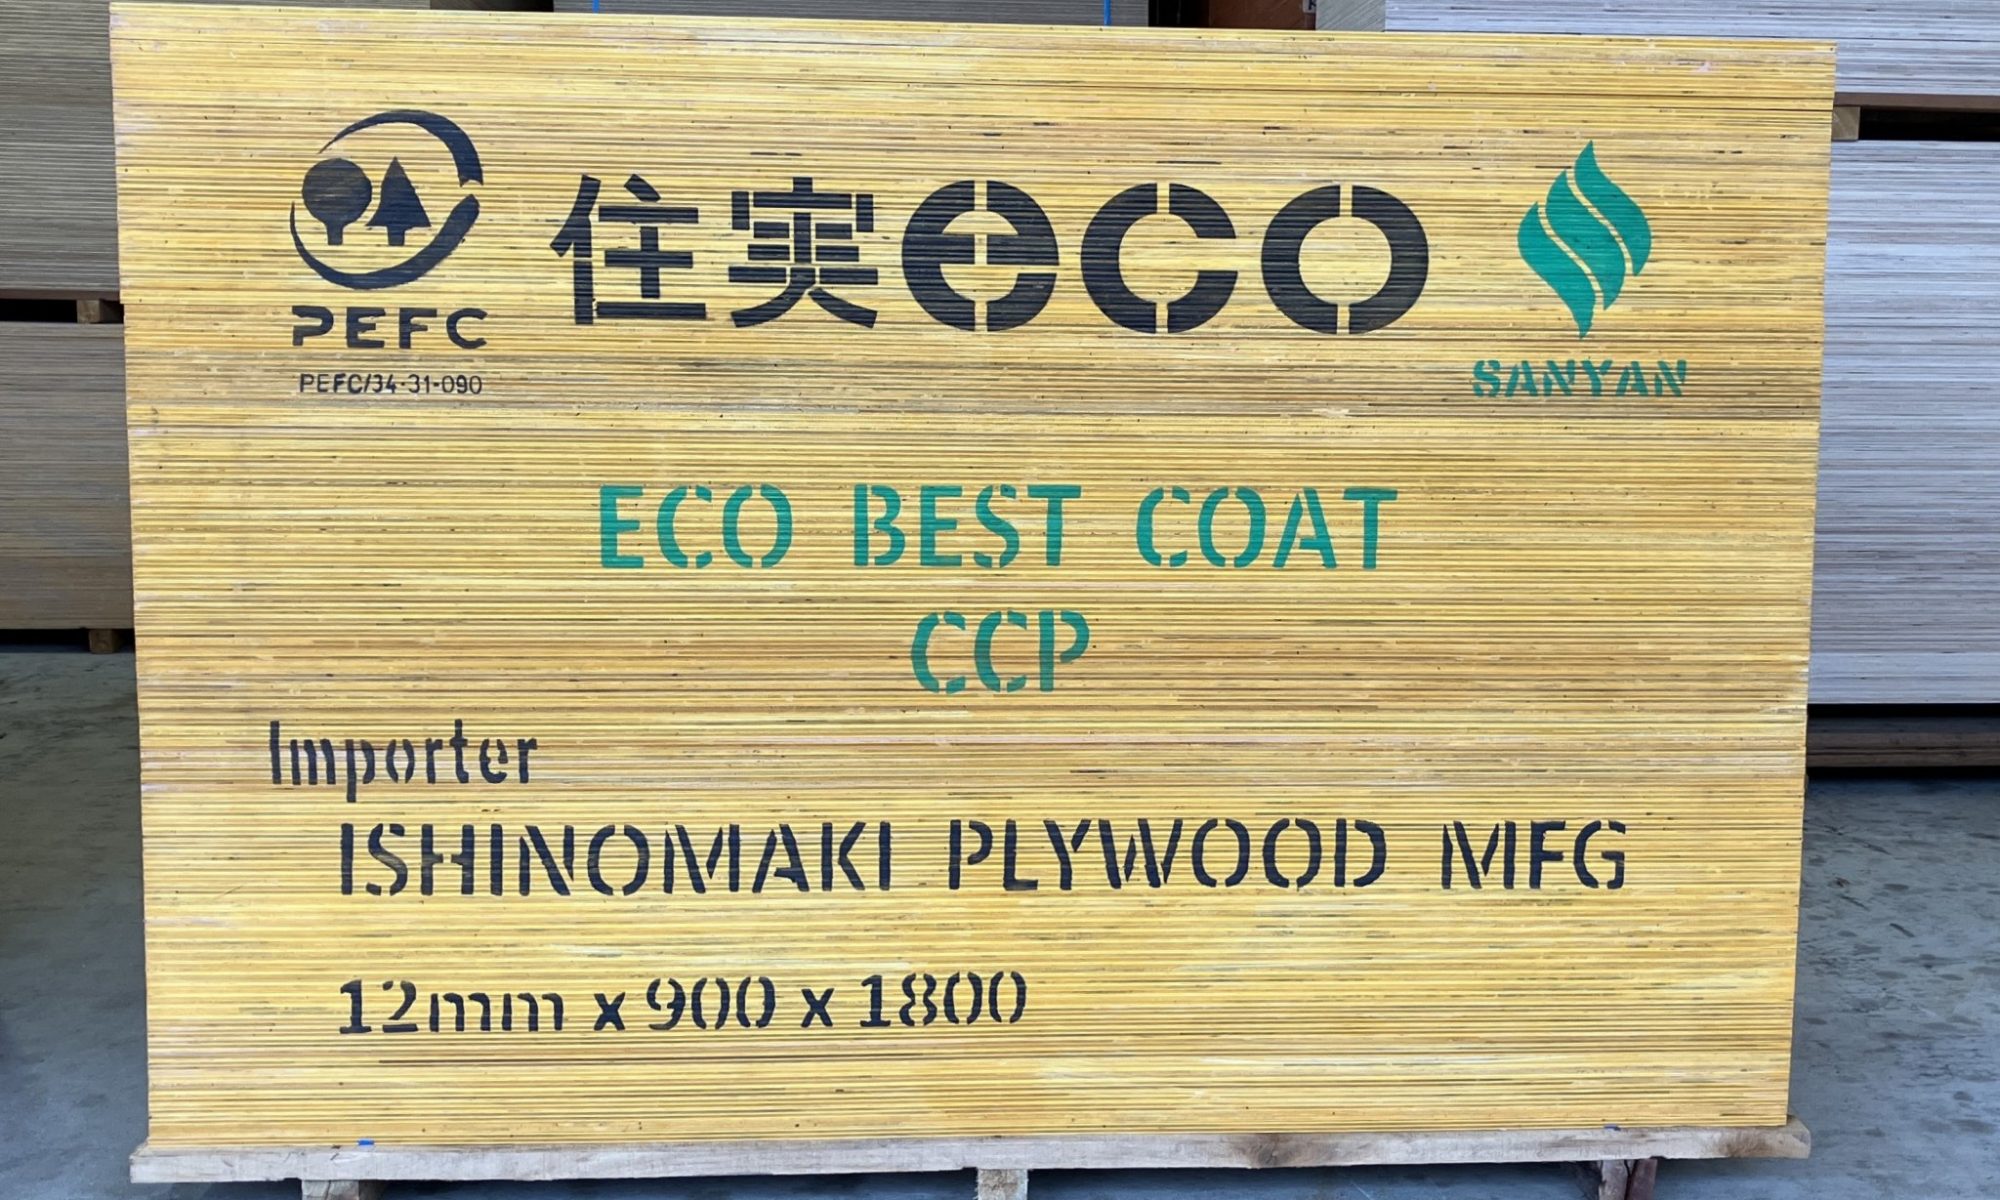 PEFC
PEFC/34-31-090
住実eco
SANYAN
ECO BEST COAT
CCP
Importer
ISHINOMAKI PLYWOOD MFG
12mm x 900 x 1800